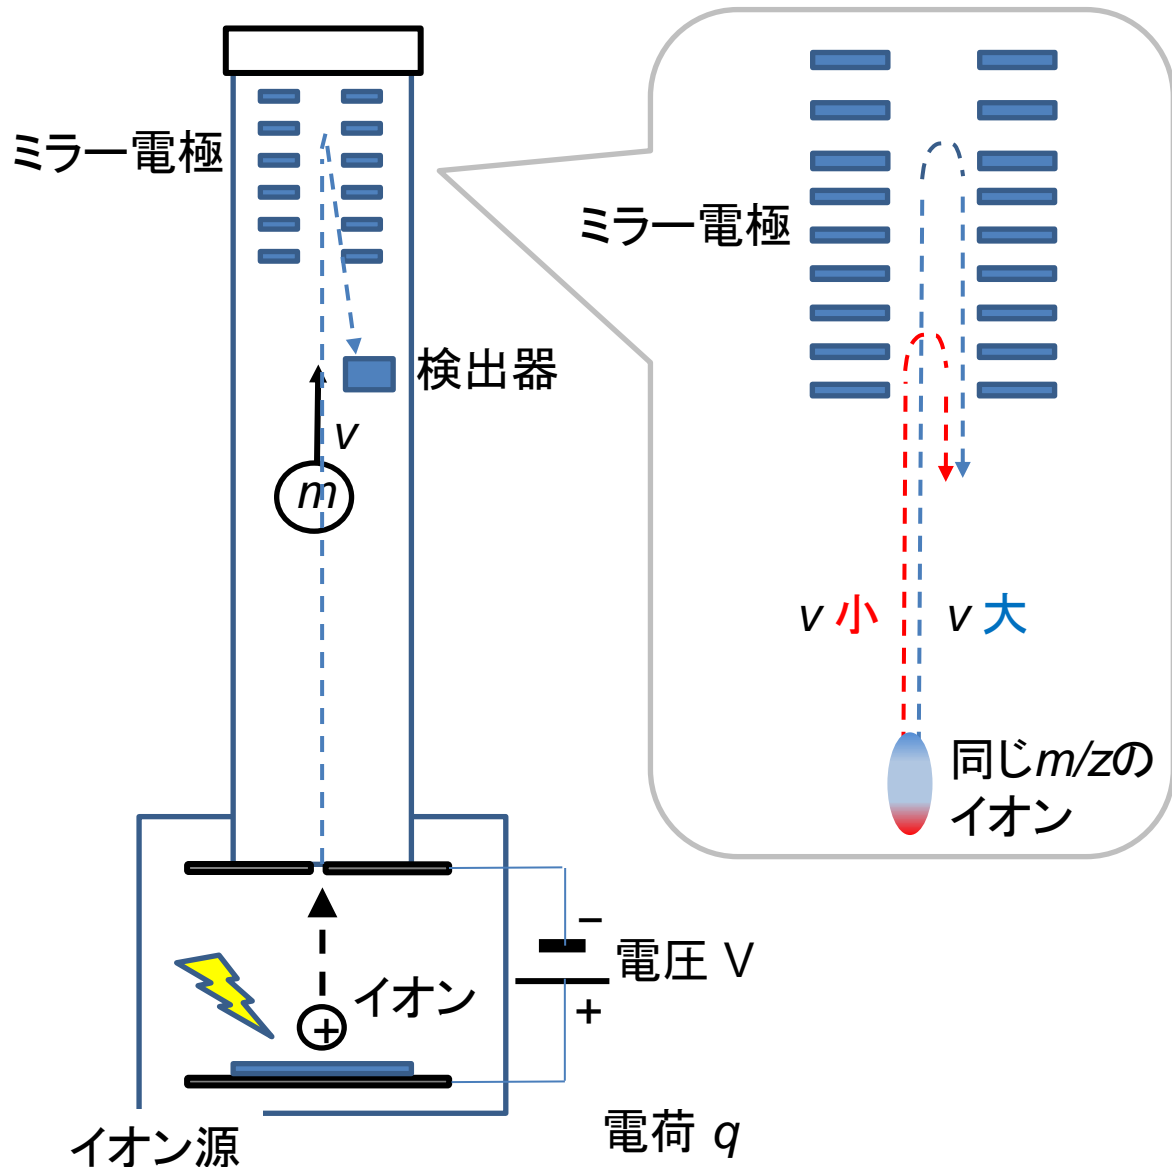 ミラー電極
検出器
v
m
ミラー電極
v 小
v 大
同じm/zの
イオン
−
電圧 V
+
イオン
+
イオン源
電荷 q